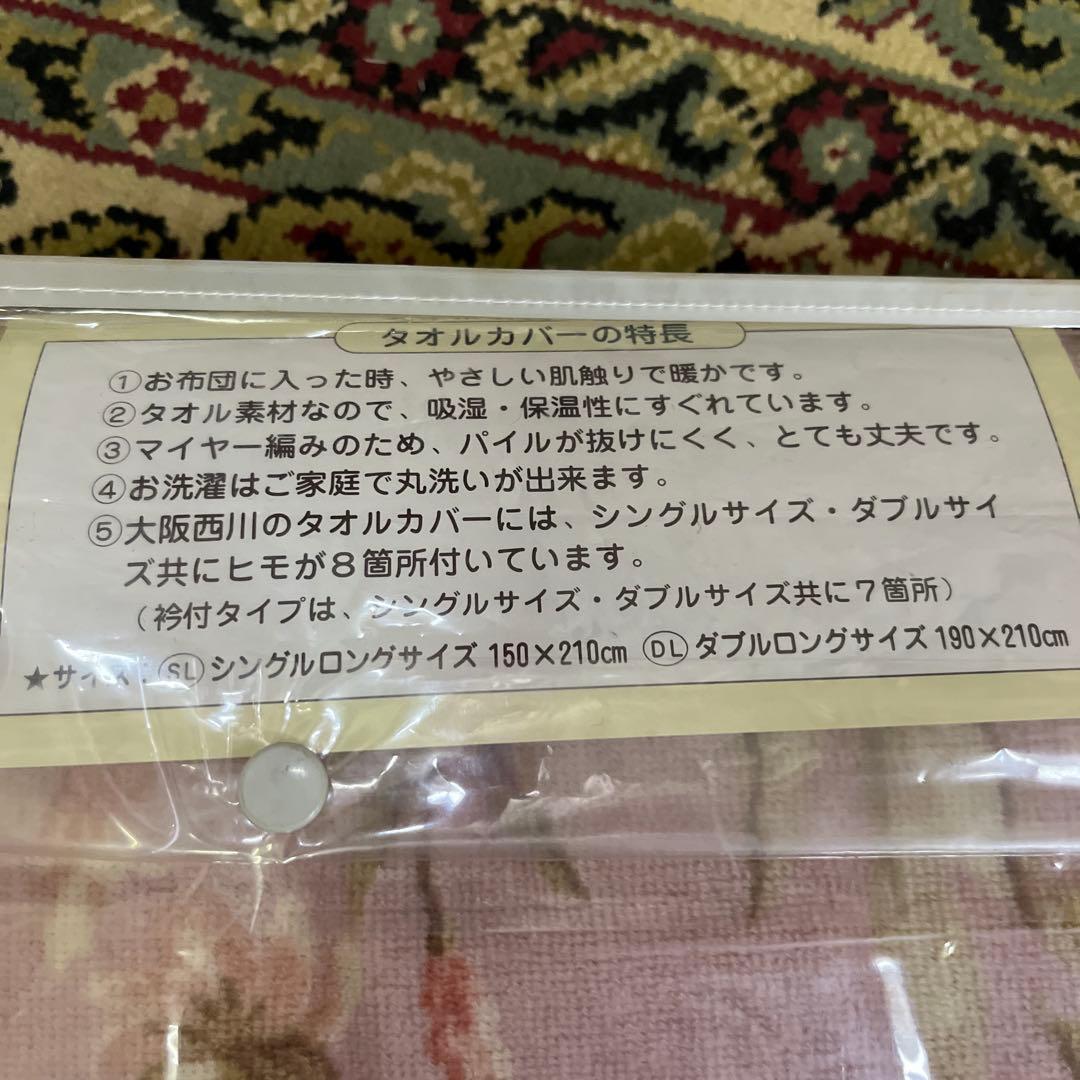 タオルカバーの特長
①お布団に入った時、やさしい肌触りで暖かです。
②タオル素材なので、吸湿・保温性にすぐれています。
③マイヤー編みのため、パイルが抜けにくく、とても丈夫です。
④お洗濯はご家庭で丸洗いが出来ます。
⑤大阪西川のタオルカバーには、シングルサイズ・ダブルサイ
ズ共にヒモが8箇所付いています。
（衿付タイプは、シングルサイズ・ダブルサイズ共に7箇所）
★サイズ：SLシングルロングサイズ 150×210㎝ DLダブルロングサイズ 190×210㎝